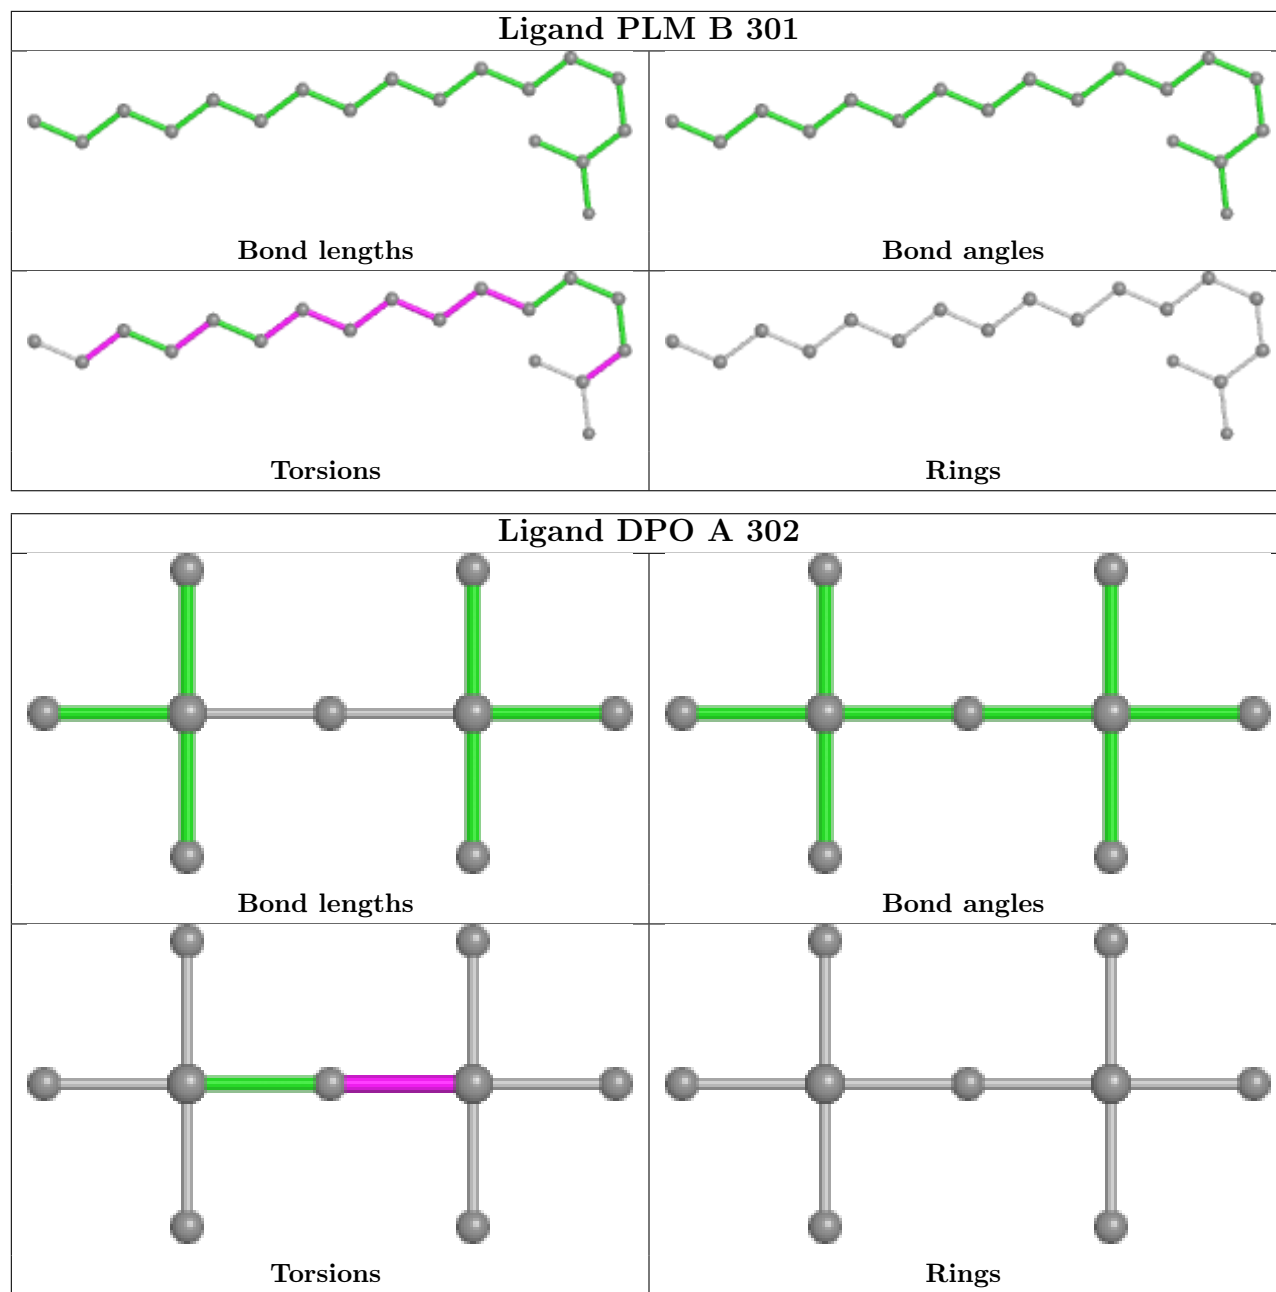 Ligand PLM B 301
Bond lengths
Bond angles
Torsions
Rings
Ligand DPO A 302
Bond lengths
Bond angles
Torsions
Rings